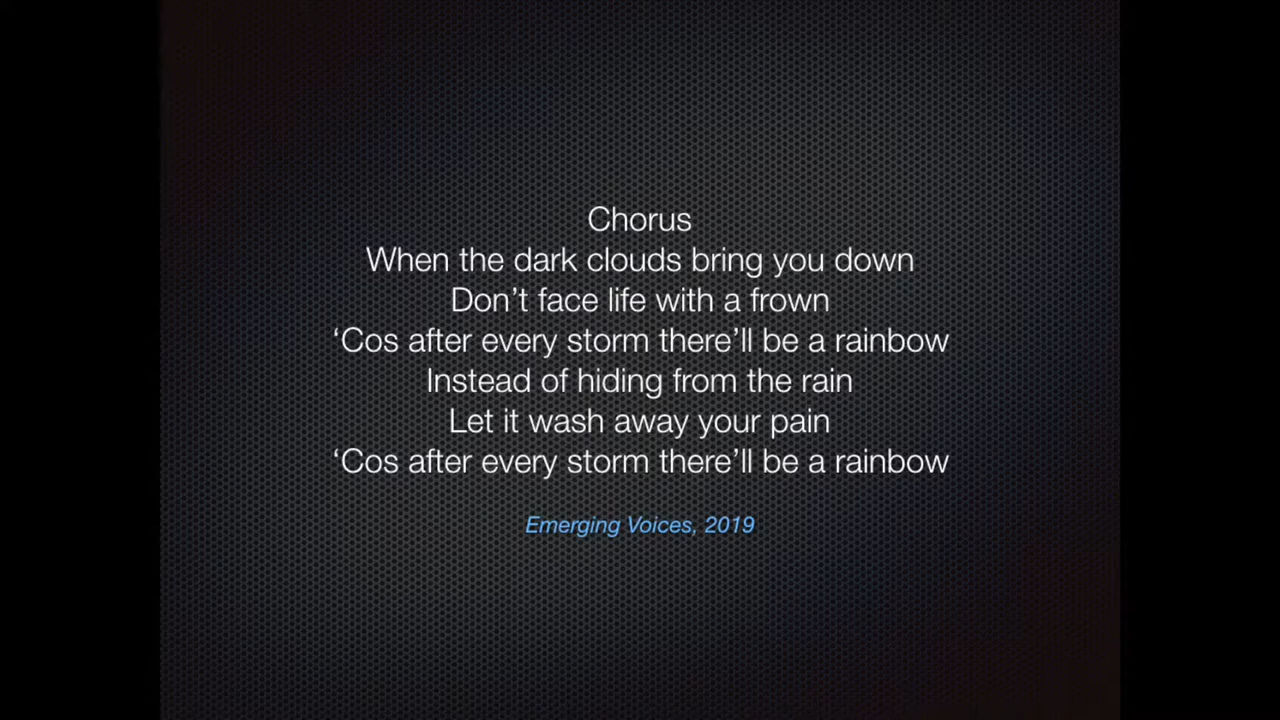 Chorus
When the dark clouds bring you down
Don’t face life with a frown
‘Cos after every storm there’ll be a rainbow
Instead of hiding from the rain
Let it wash away your pain
‘Cos after every storm there’ll be a rainbow
Emerging Voices, 2019